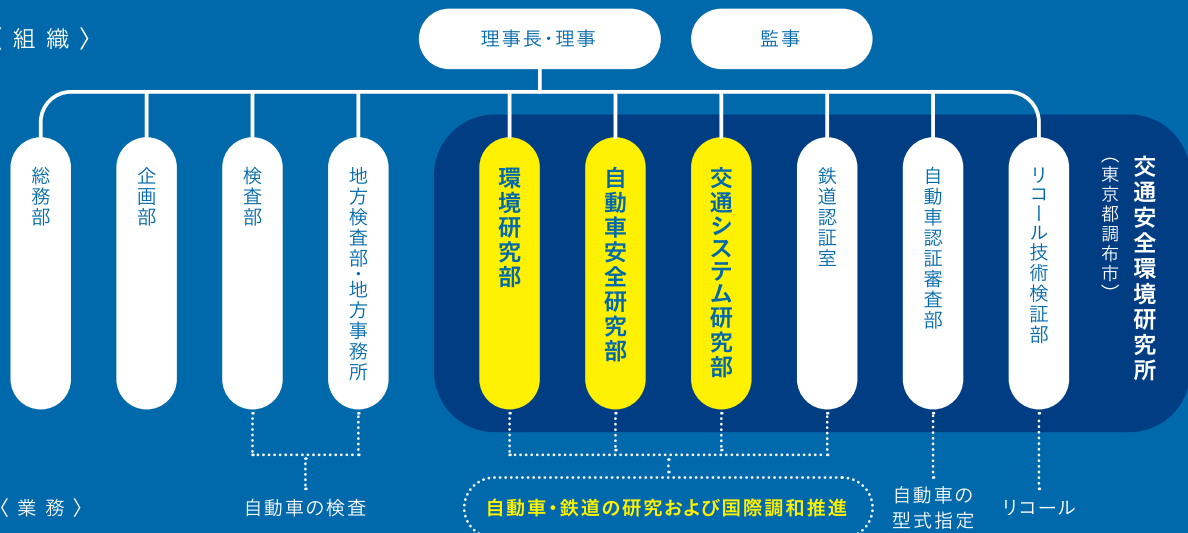 〈組織〉
理事長・理事
監事
総務部
企画部
検査部
地方検査部・地方事務所
環境研究部
自動車安全研究部
交通システム研究部
鉄道認証室
自動車認証審査部
リコール技術検証部
交通安全環境研究所
（東京都調布市）
〈業務〉
自動車の検査
自動車・鉄道の研究および国際調和推進
自動車の
型式指定
リコール